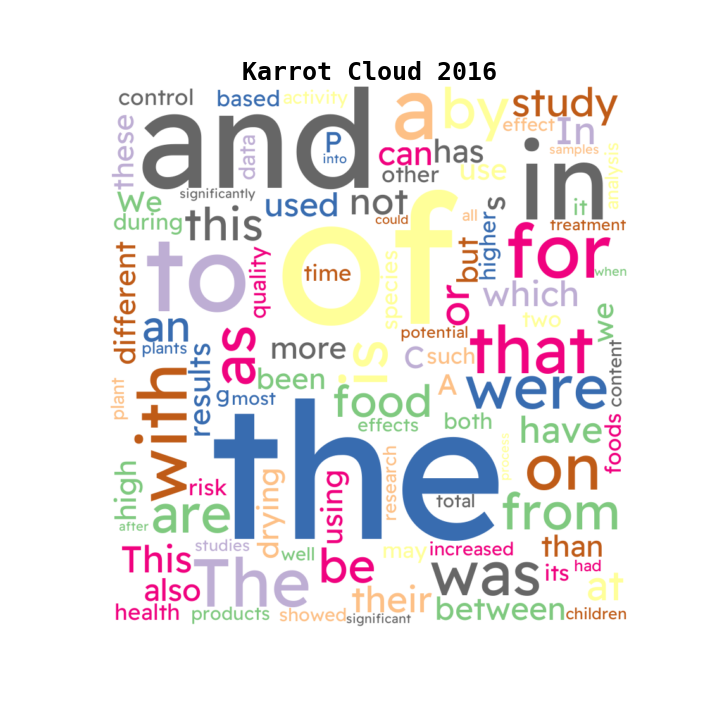 Karrot Cloud 2016
control
based
activity
and
a
by
study
these
data
P
into
effect
In
can
has
samples
other
use
in
analysis
significantly
We
used
not
s
it
during
this
could
all
treatment
of
but
higher
for
to
quality
time
species
when
different
or
which
an
we
two
plants
as
more
potential
that
content
results
is
C
such
been
A
were
plant
g
most
food
with
effects
both
have
foods
the
research
process
on
high
risk
drying
using
total
from
are
after
studies
well
may
increased
than
This
The
be
was
its
had
also
their
at
health
products
showed
significant
between
children